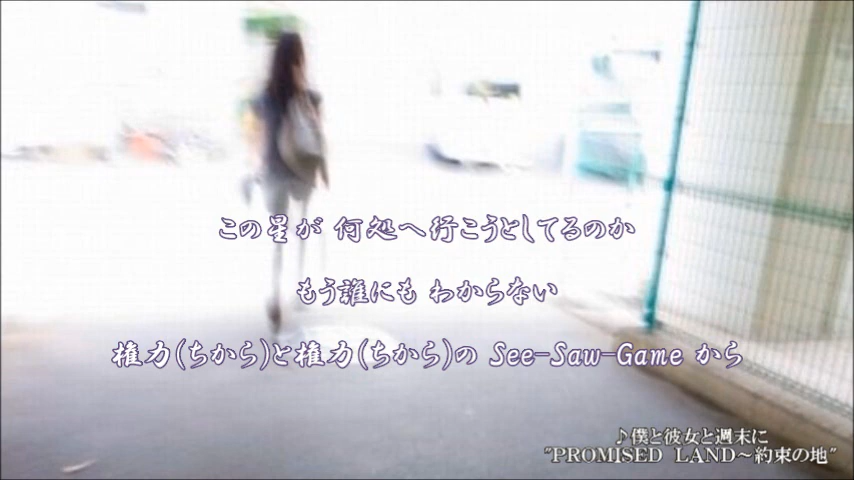 この星が 何処へ行こうとしてるのか
もう誰にも わからない
権力(ちから)と権力(ちから)の See-Saw-Game から
♪僕と彼女と週末に
"PROMISED LAND～約束の地"